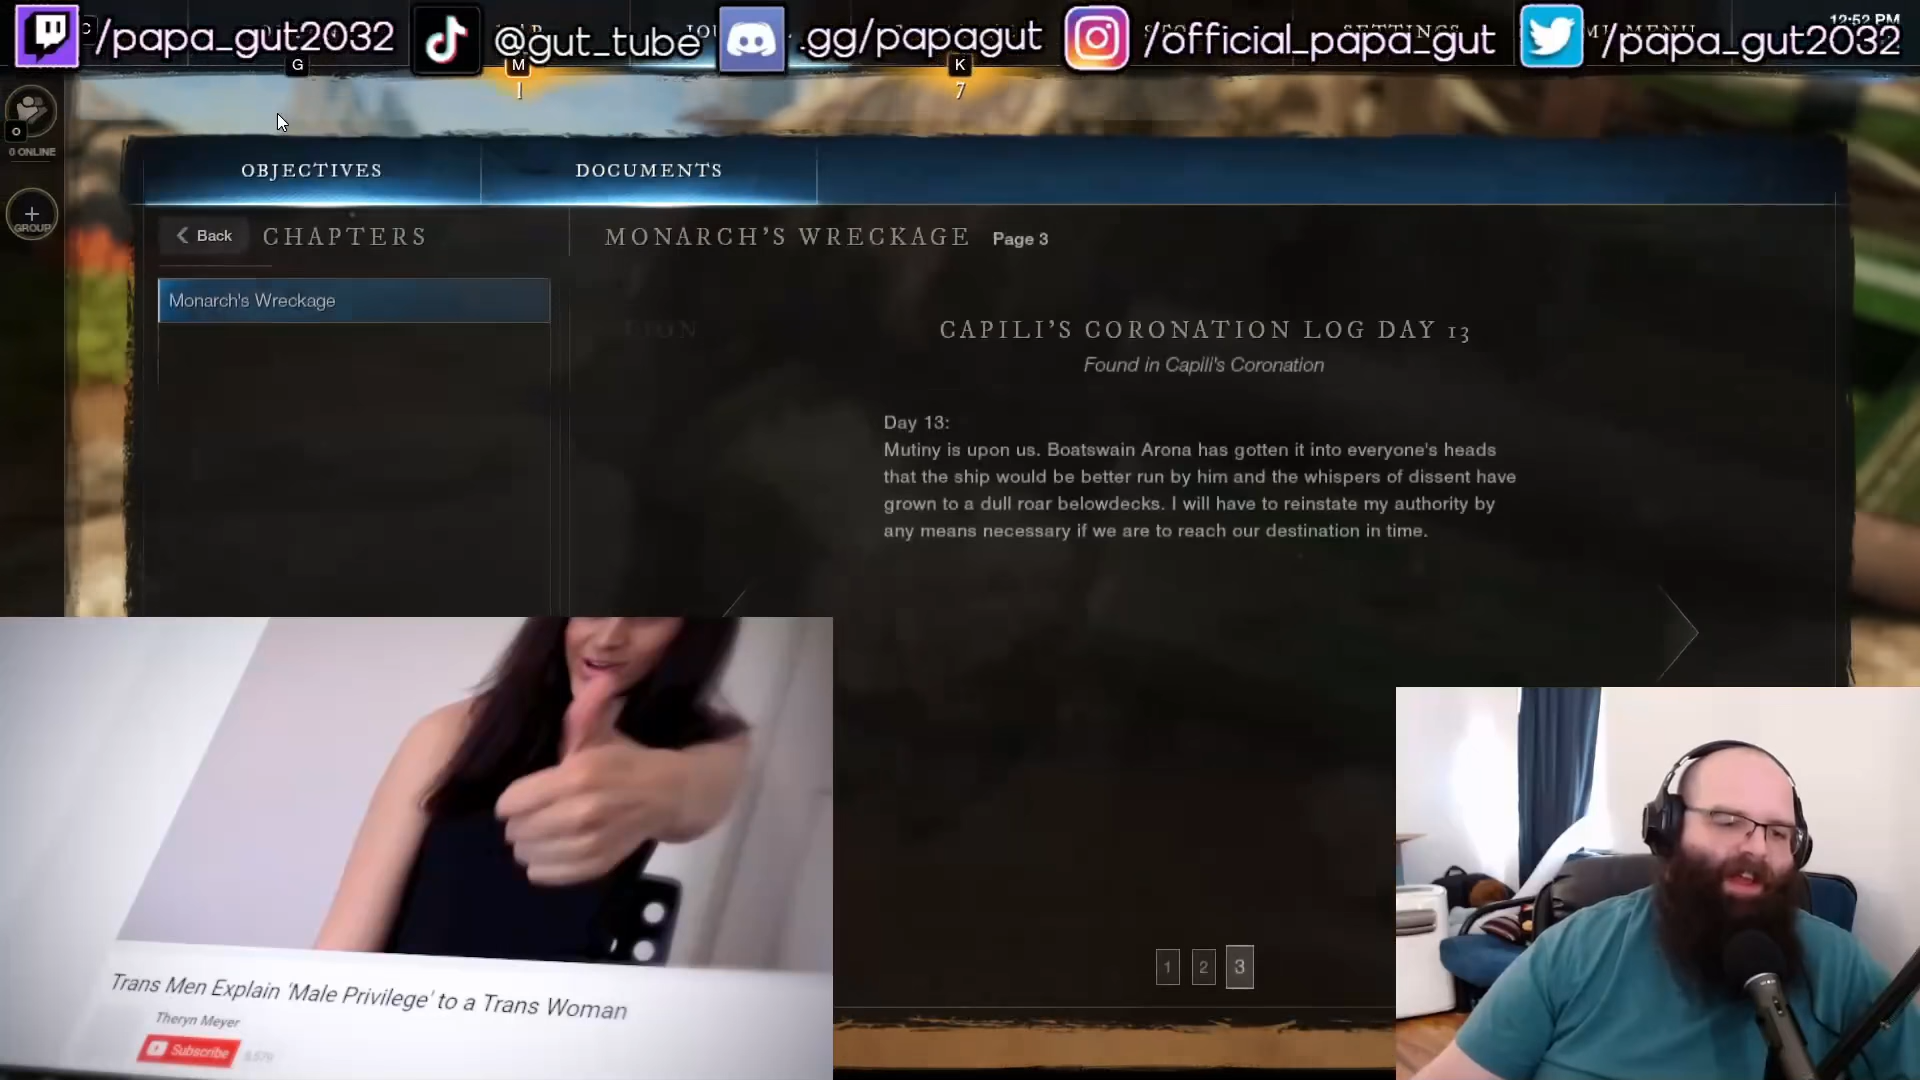 /papa_gut2032
@gut_tube
.gg/papagut
/official_papa_gut
/papa_gut2032
12:52 PM
SETTINGS
G
M
K
1
7
O
0 ONLINE
GROUP
OBJECTIVES
DOCUMENTS
Back
CHAPTERS
MONARCH'S WRECKAGE
Page 3
Monarch's Wreckage
CAPILI'S CORONATION LOG DAY 13
Found in Capili's Coronation
Day 13:
Mutiny is upon us. Boatswain Arona has gotten it into everyone's heads
that the ship would be better run by him and the whispers of dissent have
grown to a dull roar belowdecks. I will have to reinstate my authority by
any means necessary if we are to reach our destination in time.
1 2 3
Trans Men Explain 'Male Privilege' to a Trans Woman
Theryn Meyer
Subscribe